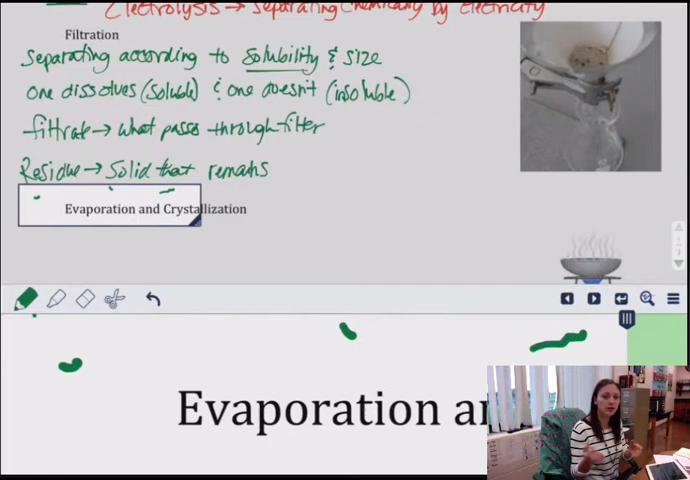 Electrolysis → Separating Chemically by Electricity
Filtration
Separating according to Solubility & Size
one dissolves (soluble) & one doesn't (insoluble)
filtrate → what passes through filter
Residue → Solid that remains
Evaporation and Crystallization
Evaporation an